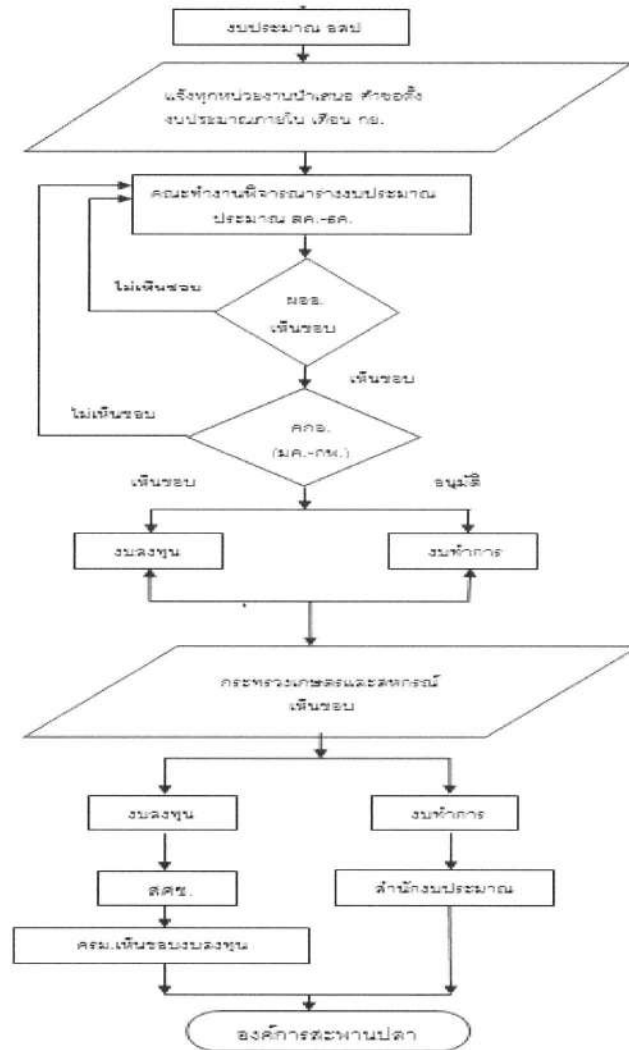 งบประมาณ อสป
แจ้งทุกหน่วยงานนำเสนอ คำขอตั้ง
งบประมาณภายใน เดือน กย.
คณะทำงานพิจารณาร่างงบประมาณ
ประมาณ ตค.-ธค.
ไม่เห็นชอบ
ผออ.
เห็นชอบ
เห็นชอบ
ไม่เห็นชอบ
คกอ.
(มค.-กพ.)
เห็นชอบ
อนุมัติ
งบลงทุน
งบทำการ
กระทรวงเกษตรและสหกรณ์
เห็นชอบ
งบลงทุน
งบทำการ
สศช.
สำนักงบประมาณ
ครม.เห็นชอบงบลงทุน
องค์การสะพานปลา